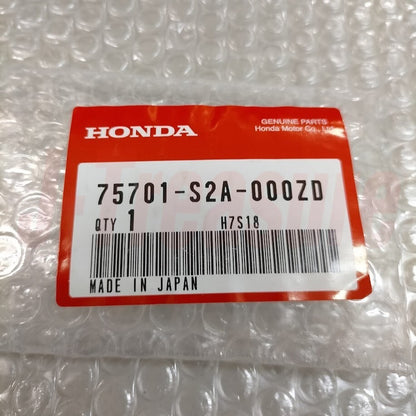 HONDA
GENUINE PARTS
Honda Motor Co., Ltd.
75701-S2A-000ZD
QTY 1 H7S18
MADE IN JAPAN